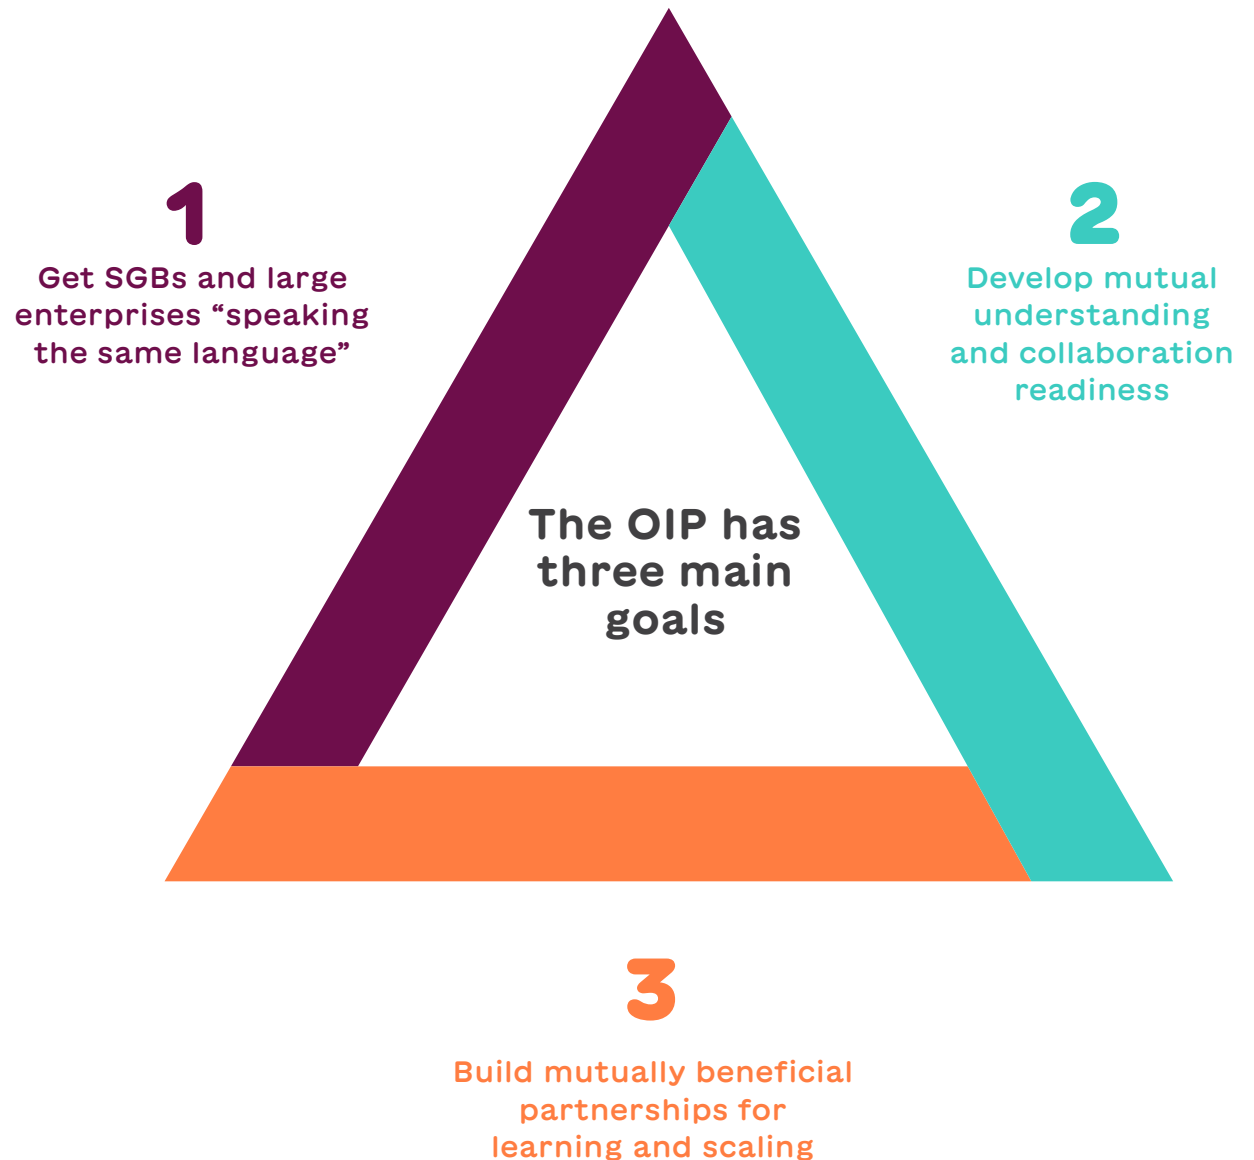 1
Get SGBs and large
enterprises “speaking
the same language”
2
Develop mutual
understanding
and collaboration
readiness
The OIP has
three main
goals
3
Build mutually beneficial
partnerships for
learning and scaling